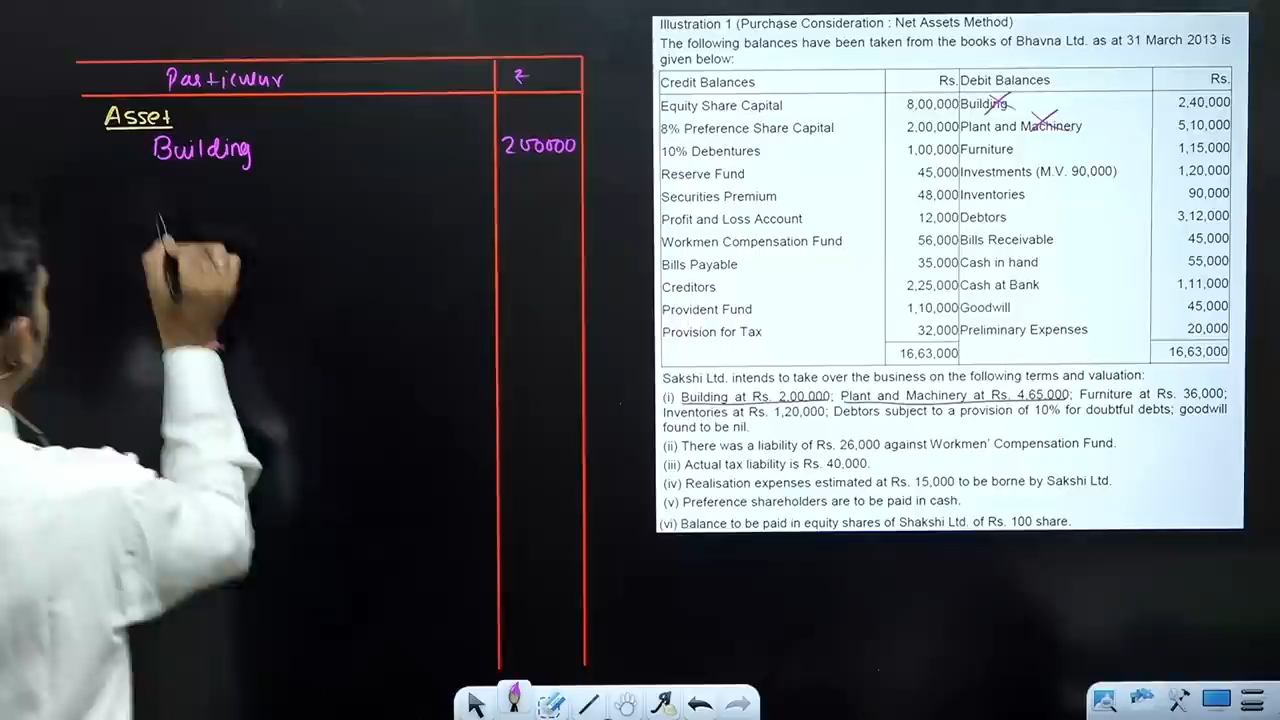 Particular ₹
Asset
Building 200000
Illustration 1 (Purchase Consideration : Net Assets Method)
The following balances have been taken from the books of Bhavna Ltd. as at 31 March 2013 is
given below:
Credit Balances Rs. Debit Balances Rs.
Equity Share Capital 8,00,000 Building 2,40,000
8% Preference Share Capital 2,00,000 Plant and Machinery 5,10,000
10% Debentures 1,00,000 Furniture 1,15,000
Reserve Fund 45,000 Investments (M.V. 90,000) 1,20,000
Securities Premium 48,000 Inventories 90,000
Profit and Loss Account 12,000 Debtors 3,12,000
Workmen Compensation Fund 56,000 Bills Receivable 45,000
Bills Payable 35,000 Cash in hand 55,000
Creditors 2,25,000 Cash at Bank 1,11,000
Provident Fund 1,10,000 Goodwill 45,000
Provision for Tax 32,000 Preliminary Expenses 20,000
16,63,000 16,63,000
Sakshi Ltd. intends to take over the business on the following terms and valuation:
(i) Building at Rs. 2,00,000; Plant and Machinery at Rs. 4,65,000; Furniture at Rs. 36,000;
Inventories at Rs. 1,20,000; Debtors subject to a provision of 10% for doubtful debts; goodwill
found to be nil.
(ii) There was a liability of Rs. 26,000 against Workmen' Compensation Fund.
(iii) Actual tax liability is Rs. 40,000.
(iv) Realisation expenses estimated at Rs. 15,000 to be borne by Sakshi Ltd.
(v) Preference shareholders are to be paid in cash.
(vi) Balance to be paid in equity shares of Shakshi Ltd. of Rs. 100 share.